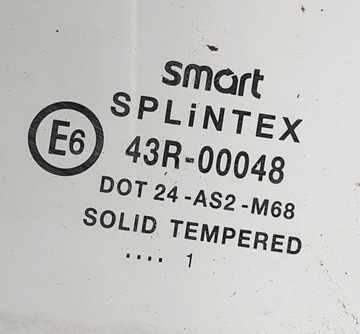 smart
SPLiNTEX
E6 43R-00048
DOT 24-AS2-M68
SOLID TEMPERED
.... 1